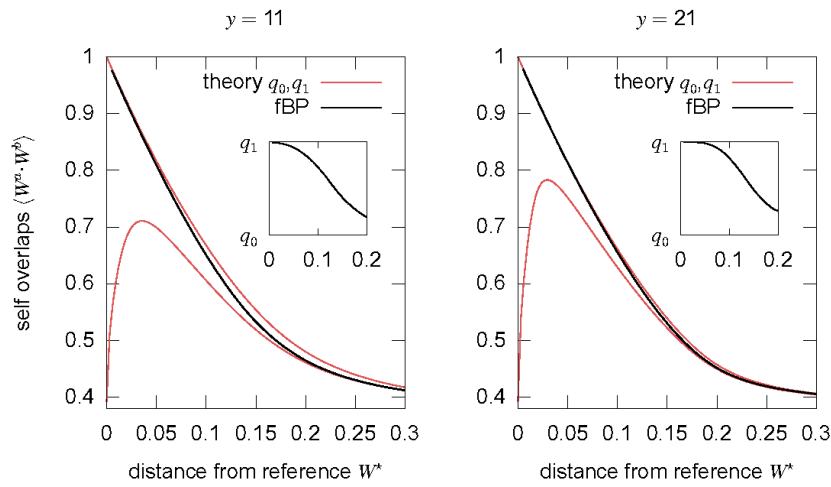 y = 11
self overlaps ⟨Wᵃ·Wᵇ⟩
1
0.9
0.8
0.7
0.6
0.5
0.4
theory q₀,q₁
fBP
q₁
q₀
0 0.1 0.2
0 0.05 0.1 0.15 0.2 0.25 0.3
distance from reference W*
y = 21
1
0.9
0.8
0.7
0.6
0.5
0.4
theory q₀,q₁
fBP
q₁
q₀
0 0.1 0.2
0 0.05 0.1 0.15 0.2 0.25 0.3
distance from reference W*